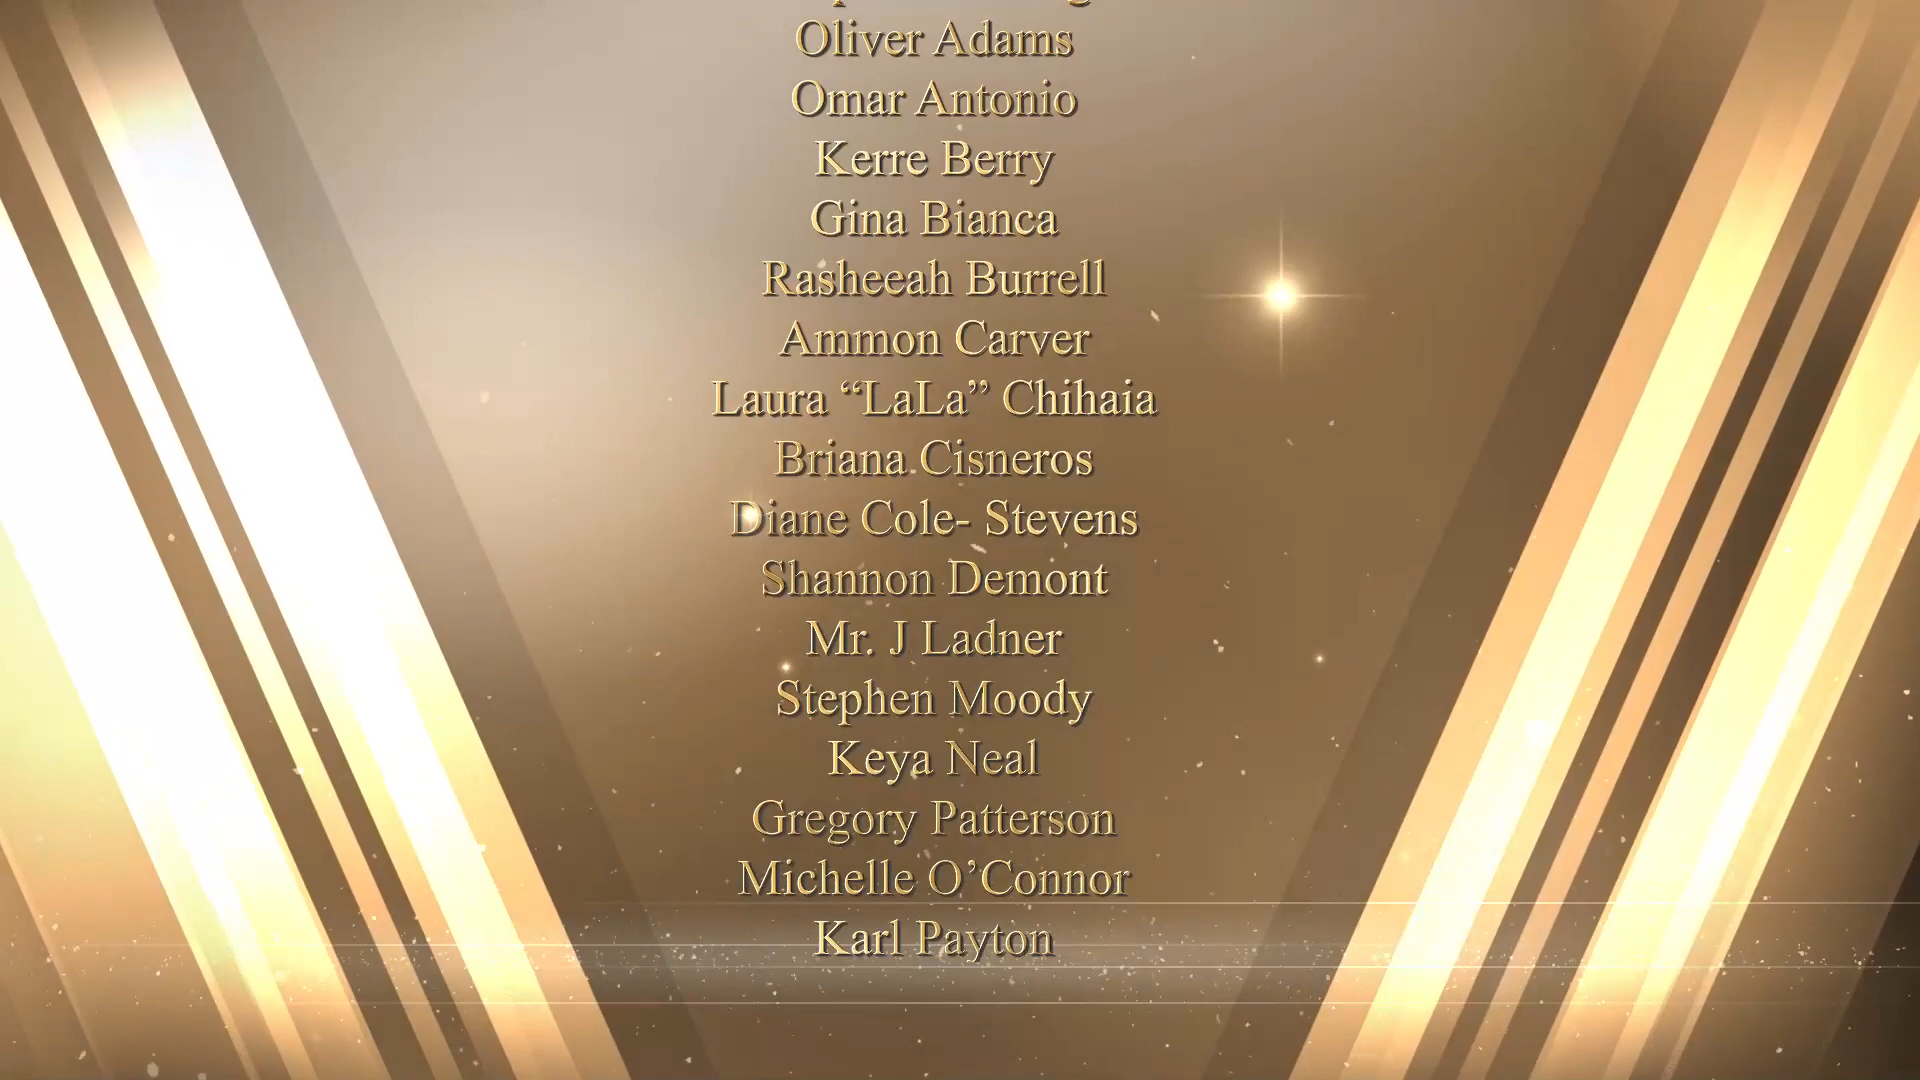 Oliver Adams
Omar Antonio
Kerre Berry
Gina Bianca
Rasheeah Burrell
Ammon Carver
Laura “LaLa” Chihaia
Briana Cisneros
Diane Cole- Stevens
Shannon Demont
Mr. J Ladner
Stephen Moody
Keya Neal
Gregory Patterson
Michelle O’Connor
Karl Payton